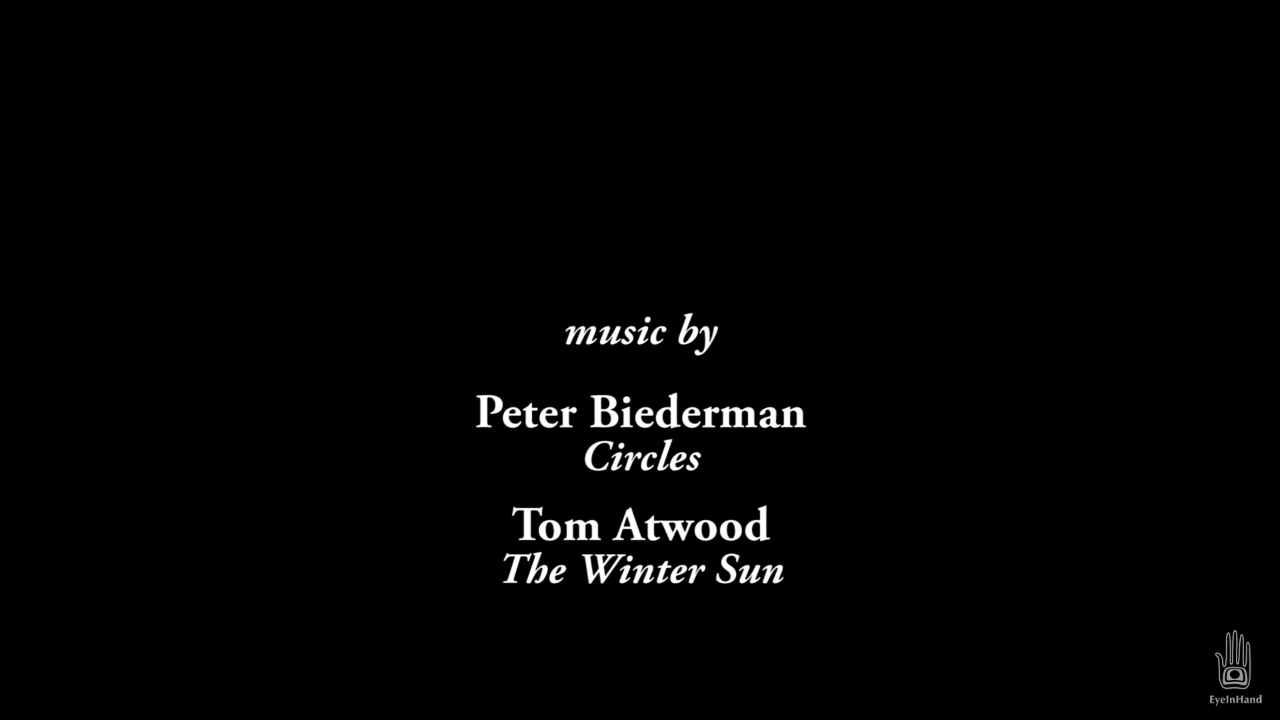 music by
Peter Biederman
Circles
Tom Atwood
The Winter Sun
EyeInHand